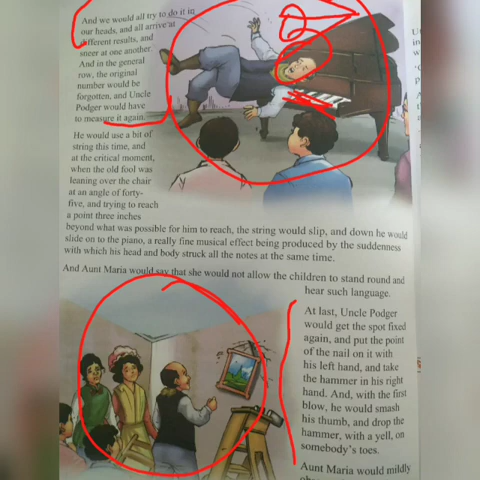 And we would all try to do it in
our heads, and all arrive at
different results, and
sneer at one another.
And in the general
row, the original
number would be
forgotten, and Uncle
Podger would have
to measure it again.
He would use a bit of
string this time, and
at the critical moment,
when the old fool was
leaning over the chair
at an angle of forty-
five, and trying to reach
a point three inches
beyond what was possible for him to reach, the string would slip, and down he would
slide on to the piano, a really fine musical effect being produced by the suddenness
with which his head and body struck all the notes at the same time.
And Aunt Maria would say that she would not allow the children to stand round and
hear such language.
At last, Uncle Podger
would get the spot fixed
again, and put the point
of the nail on it with
his left hand, and take
the hammer in his right
hand. And, with the first
blow, he would smash
his thumb, and drop the
hammer, with a yell, on
somebody's toes.
Aunt Maria would mildly